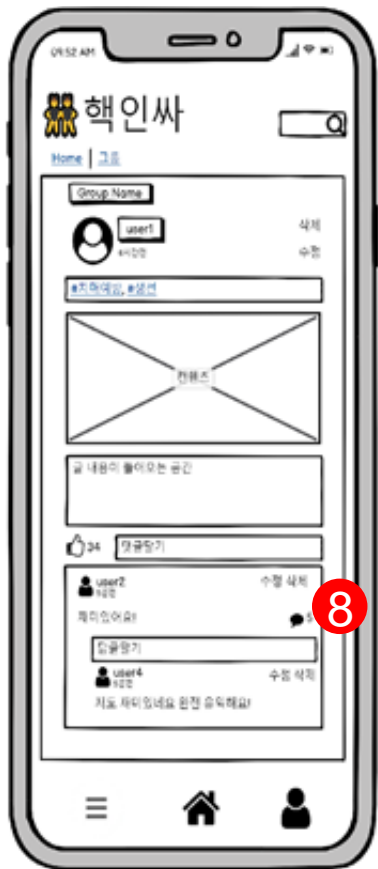 09:52 AM
핵인싸
Home | 그룹
Group Name
user1
삭제
수정
#치매예방, #생선
컨텐츠
글 내용이 들어오는 공간
34
댓글달기
user2
수정 삭제
재미있어요!
5
8
답글달기
user4
수정 삭제
저도 재미있네요 완전 유익해요!